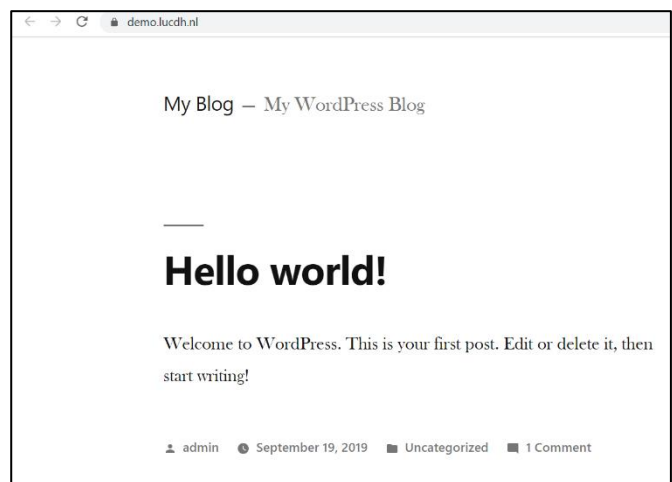 demo.lucdh.nl
My Blog — My WordPress Blog
Hello world!
Welcome to WordPress. This is your first post. Edit or delete it, then
start writing!
admin September 19, 2019 Uncategorized 1 Comment